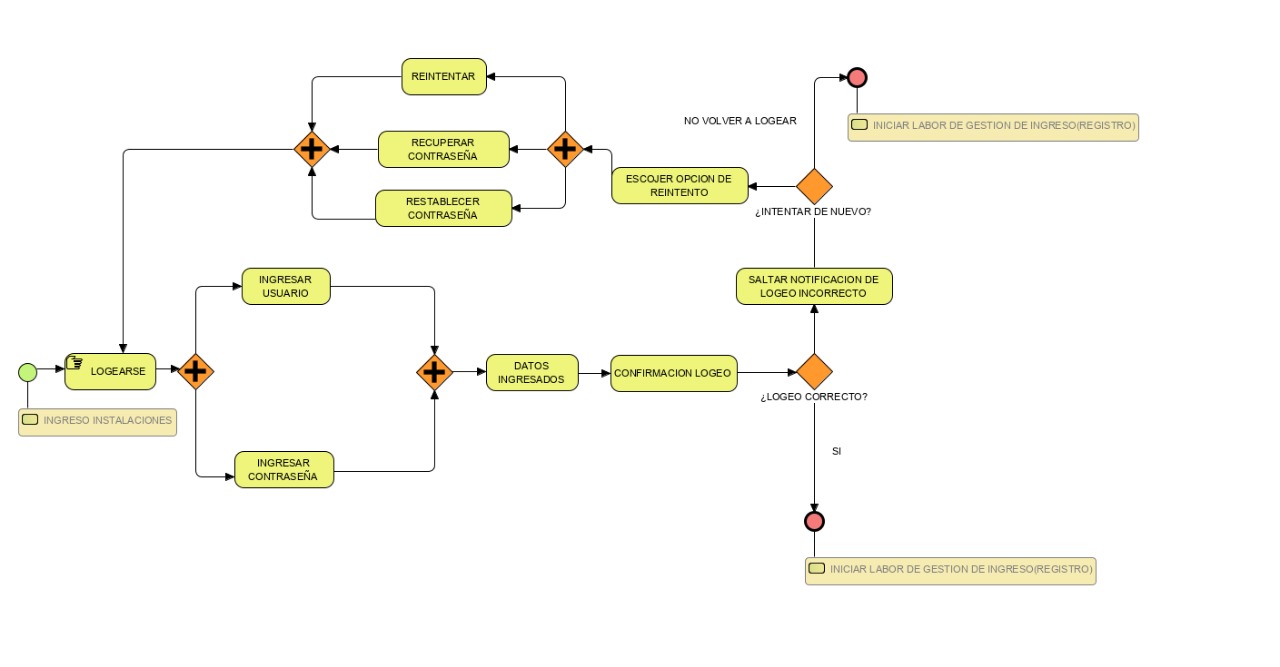 REINTENTAR
NO VOLVER A LOGEAR
INICIAR LABOR DE GESTION DE INGRESO(REGISTRO)
RECUPERAR
CONTRASEÑA
ESCOJER OPCION DE
REINTENTO
RESTABLECER
CONTRASEÑA
¿INTENTAR DE NUEVO?
INGRESAR
USUARIO
SALTAR NOTIFICACION DE
LOGEO INCORRECTO
LOGEARSE
DATOS
INGRESADOS
CONFIRMACION LOGEO
¿LOGEO CORRECTO?
INGRESO INSTALACIONES
SI
INGRESAR
CONTRASEÑA
INICIAR LABOR DE GESTION DE INGRESO(REGISTRO)